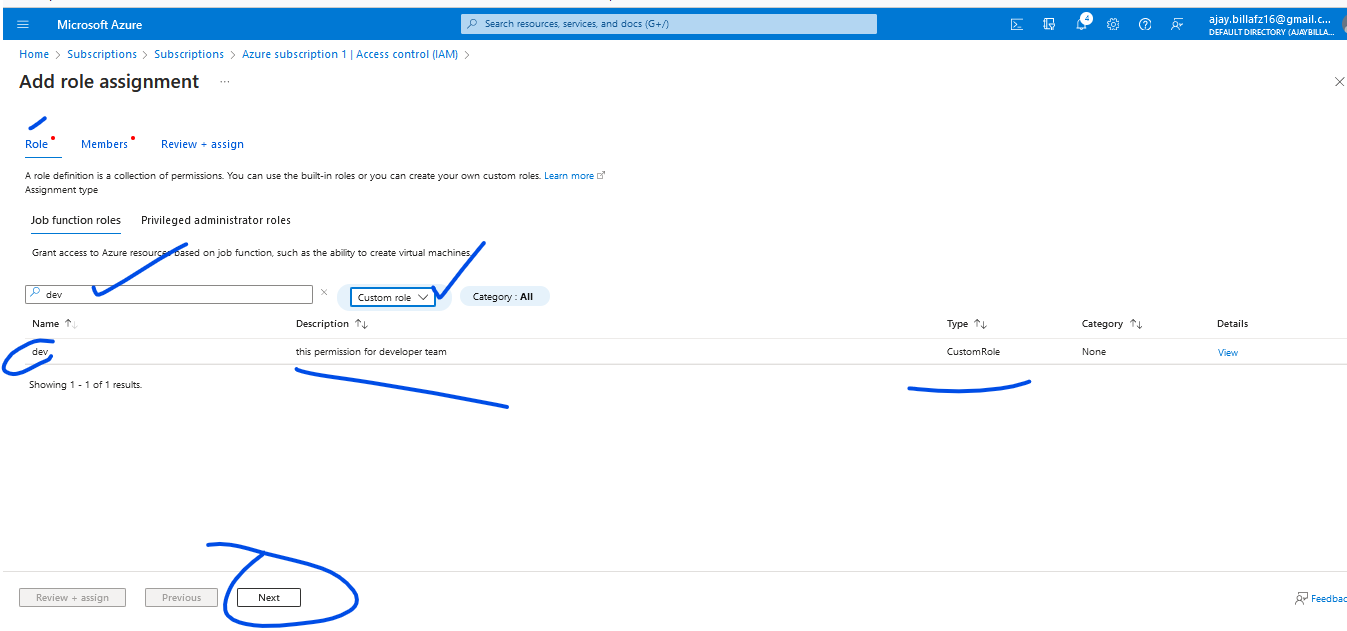 Microsoft Azure
Search resources, services, and docs (G+/)
4
ajay.billafz16@gmail.c...
DEFAULT DIRECTORY (AJAYBILLA...
Home > Subscriptions > Subscriptions > Azure subscription 1 | Access control (IAM) >
Add role assignment ...
Role Members Review + assign
A role definition is a collection of permissions. You can use the built-in roles or you can create your own custom roles. Learn more
Assignment type
Job function roles Privileged administrator roles
Grant access to Azure resources based on job function, such as the ability to create virtual machines.
dev Custom role Category : All
Name Description Type Category Details
dev this permission for developer team CustomRole None View
Showing 1 - 1 of 1 results.
Review + assign Previous Next Feedbac